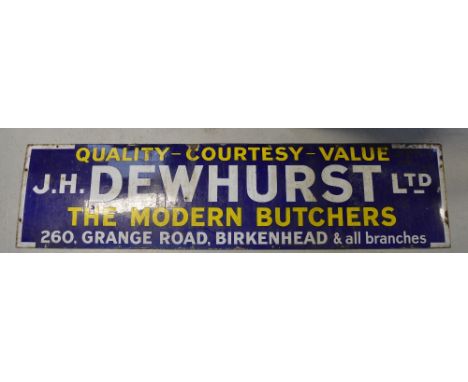 QUALITY – COURTESY – VALUE
J.H. DEWHURST LTD
THE MODERN BUTCHERS
260, GRANGE ROAD, BIRKENHEAD & all branches